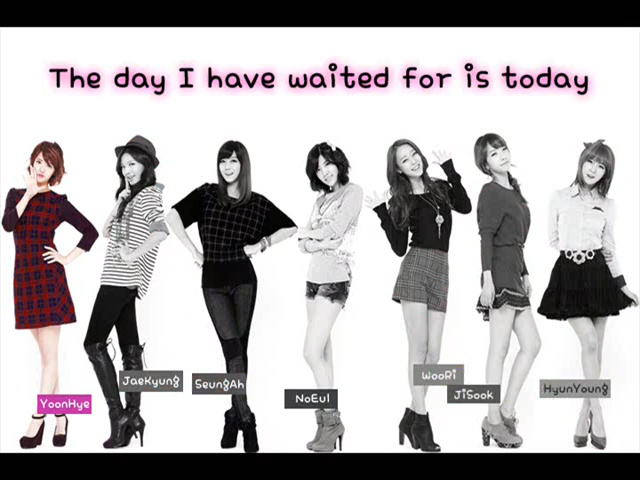 The day I have waited for is today
YoonHye
JaeKyung
SeungAh
NoEul
WooRi
JiSook
HyunYoung